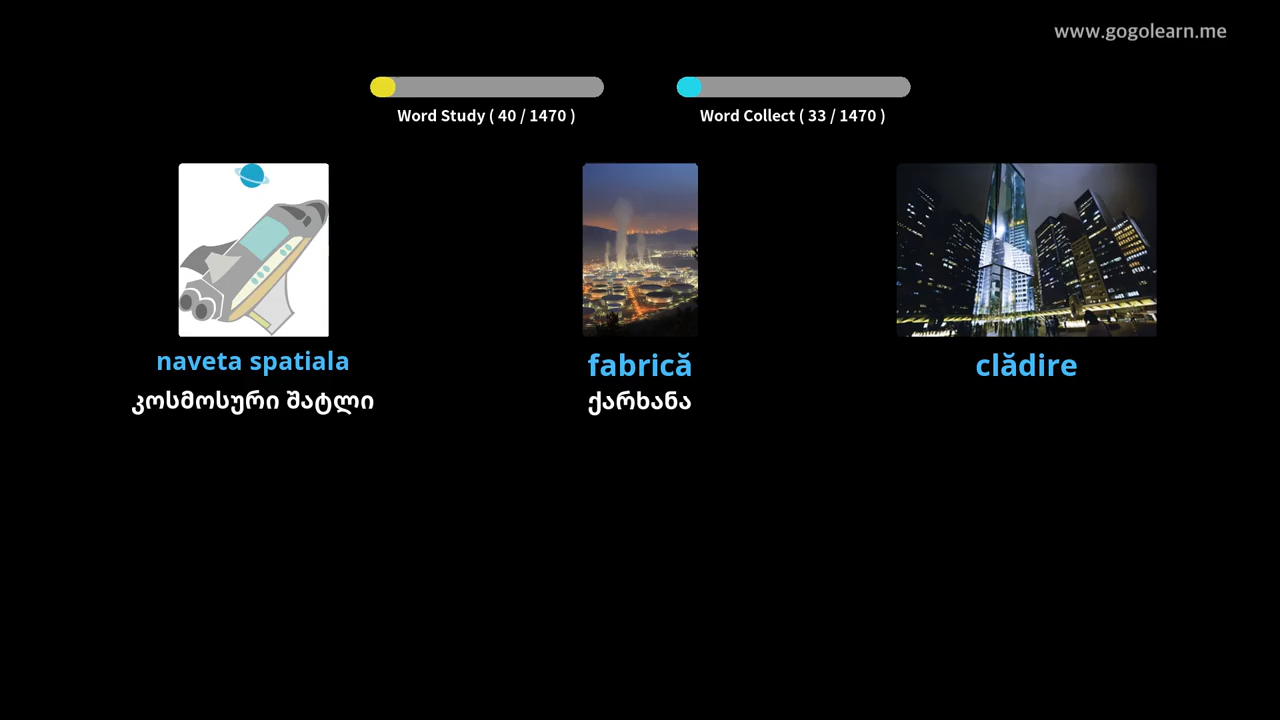 www.gogolearn.me
Word Study ( 40 / 1470 )
Word Collect ( 33 / 1470 )
naveta spatiala
კოსმოსური შატლი
fabrică
ქარხანა
clădire